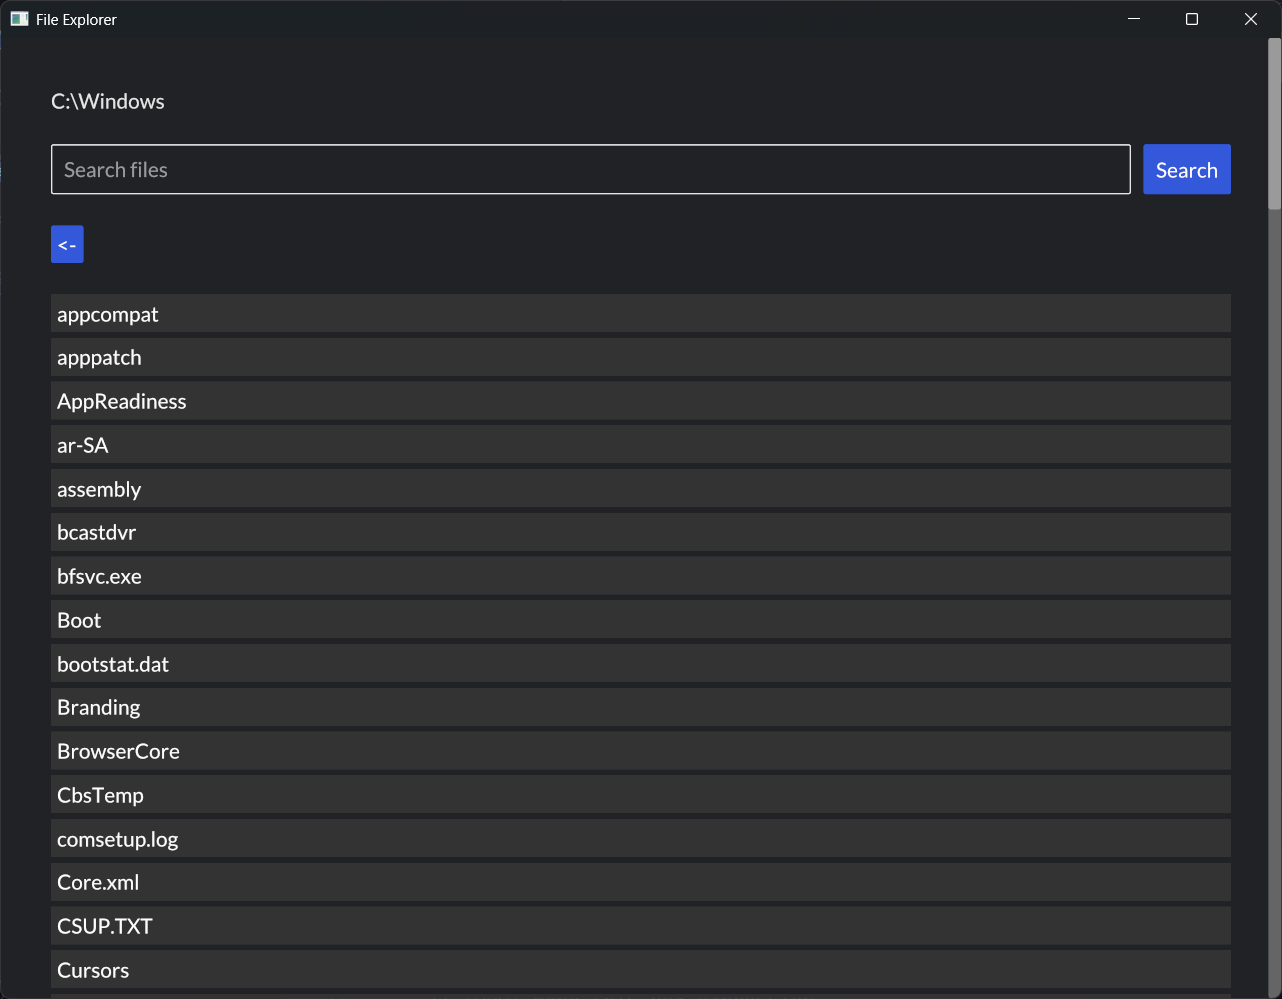 File Explorer
C:\Windows
Search files
Search
<-
appcompat
apppatch
AppReadiness
ar-SA
assembly
bcastdvr
bfsvc.exe
Boot
bootstat.dat
Branding
BrowserCore
CbsTemp
comsetup.log
Core.xml
CSUP.TXT
Cursors